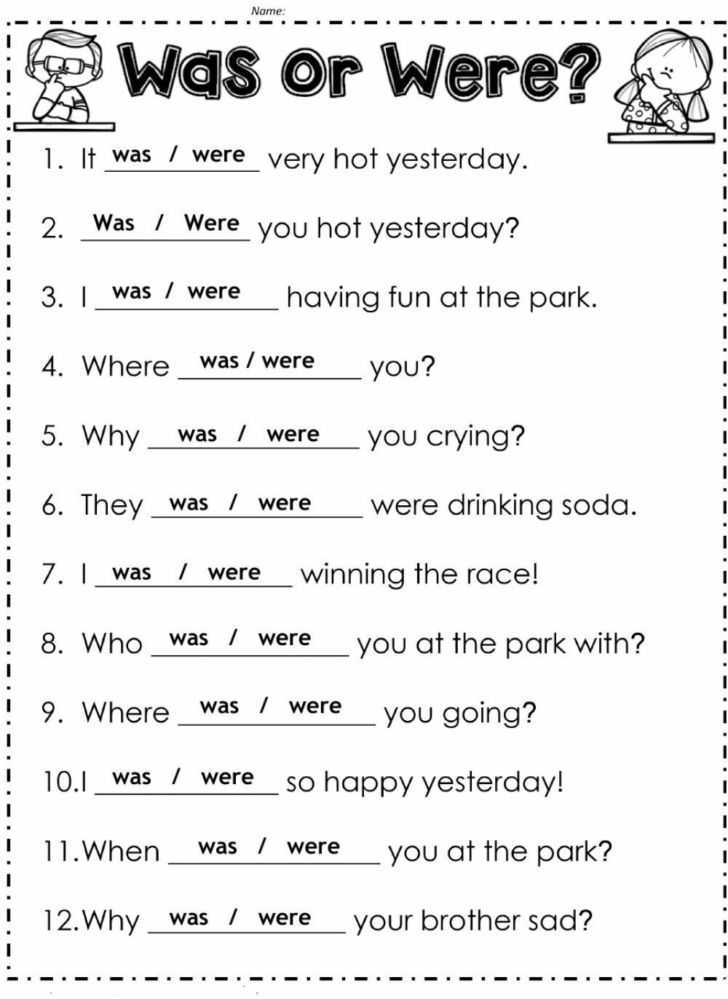 Name:
Was or Were?
1. It was / were very hot yesterday.
2. Was / Were you hot yesterday?
3. I was / were having fun at the park.
4. Where was / were you?
5. Why was / were you crying?
6. They was / were were drinking soda.
7. I was / were winning the race!
8. Who was / were you at the park with?
9. Where was / were you going?
10.I was / were so happy yesterday!
11.When was / were you at the park?
12.Why was / were your brother sad?